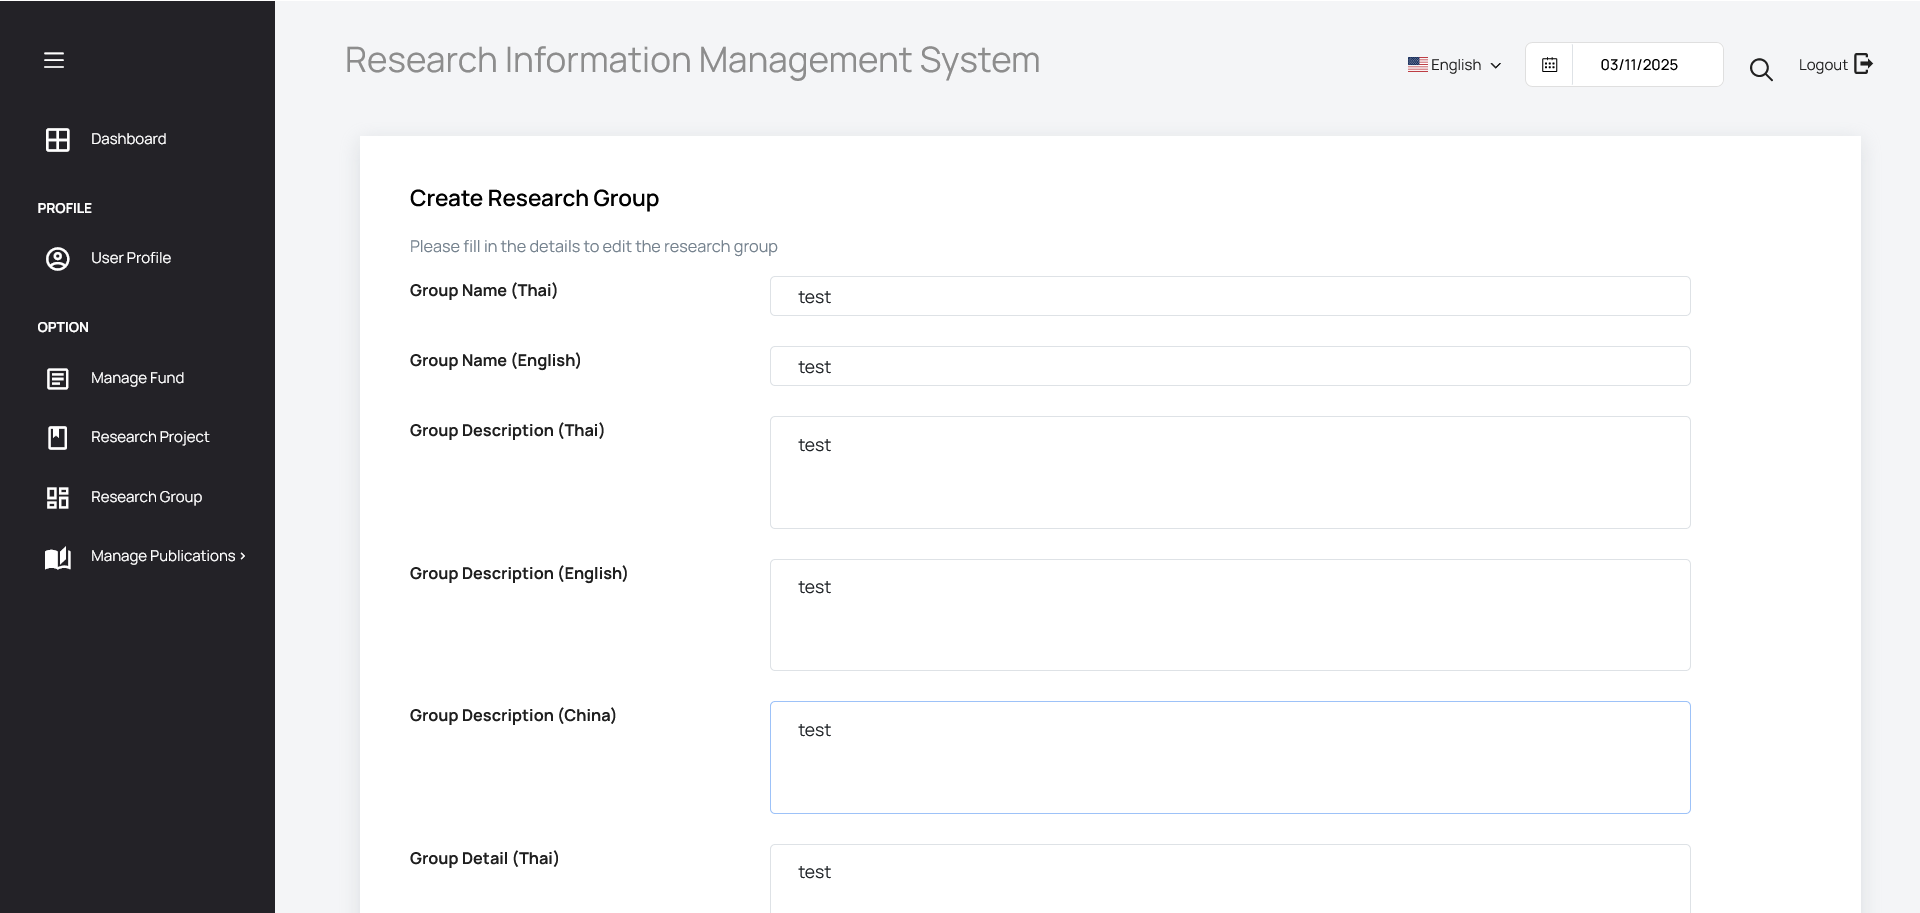 Research Information Management System
English
03/11/2025
Logout
Dashboard
PROFILE
User Profile
OPTION
Manage Fund
Research Project
Research Group
Manage Publications
Create Research Group
Please fill in the details to edit the research group
Group Name (Thai)
test
Group Name (English)
test
Group Description (Thai)
test
Group Description (English)
test
Group Description (China)
test
Group Detail (Thai)
test